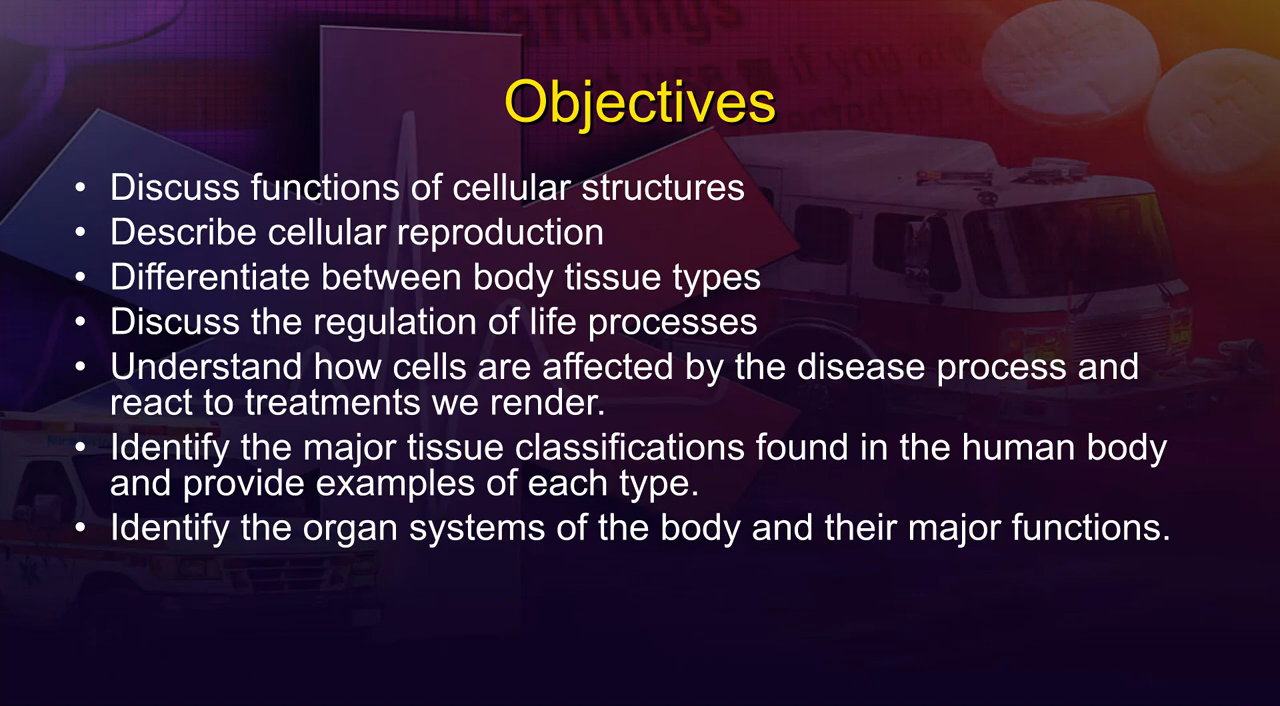 Objectives
• Discuss functions of cellular structures
• Describe cellular reproduction
• Differentiate between body tissue types
• Discuss the regulation of life processes
• Understand how cells are affected by the disease process and
react to treatments we render.
• Identify the major tissue classifications found in the human body
and provide examples of each type.
• Identify the organ systems of the body and their major functions.